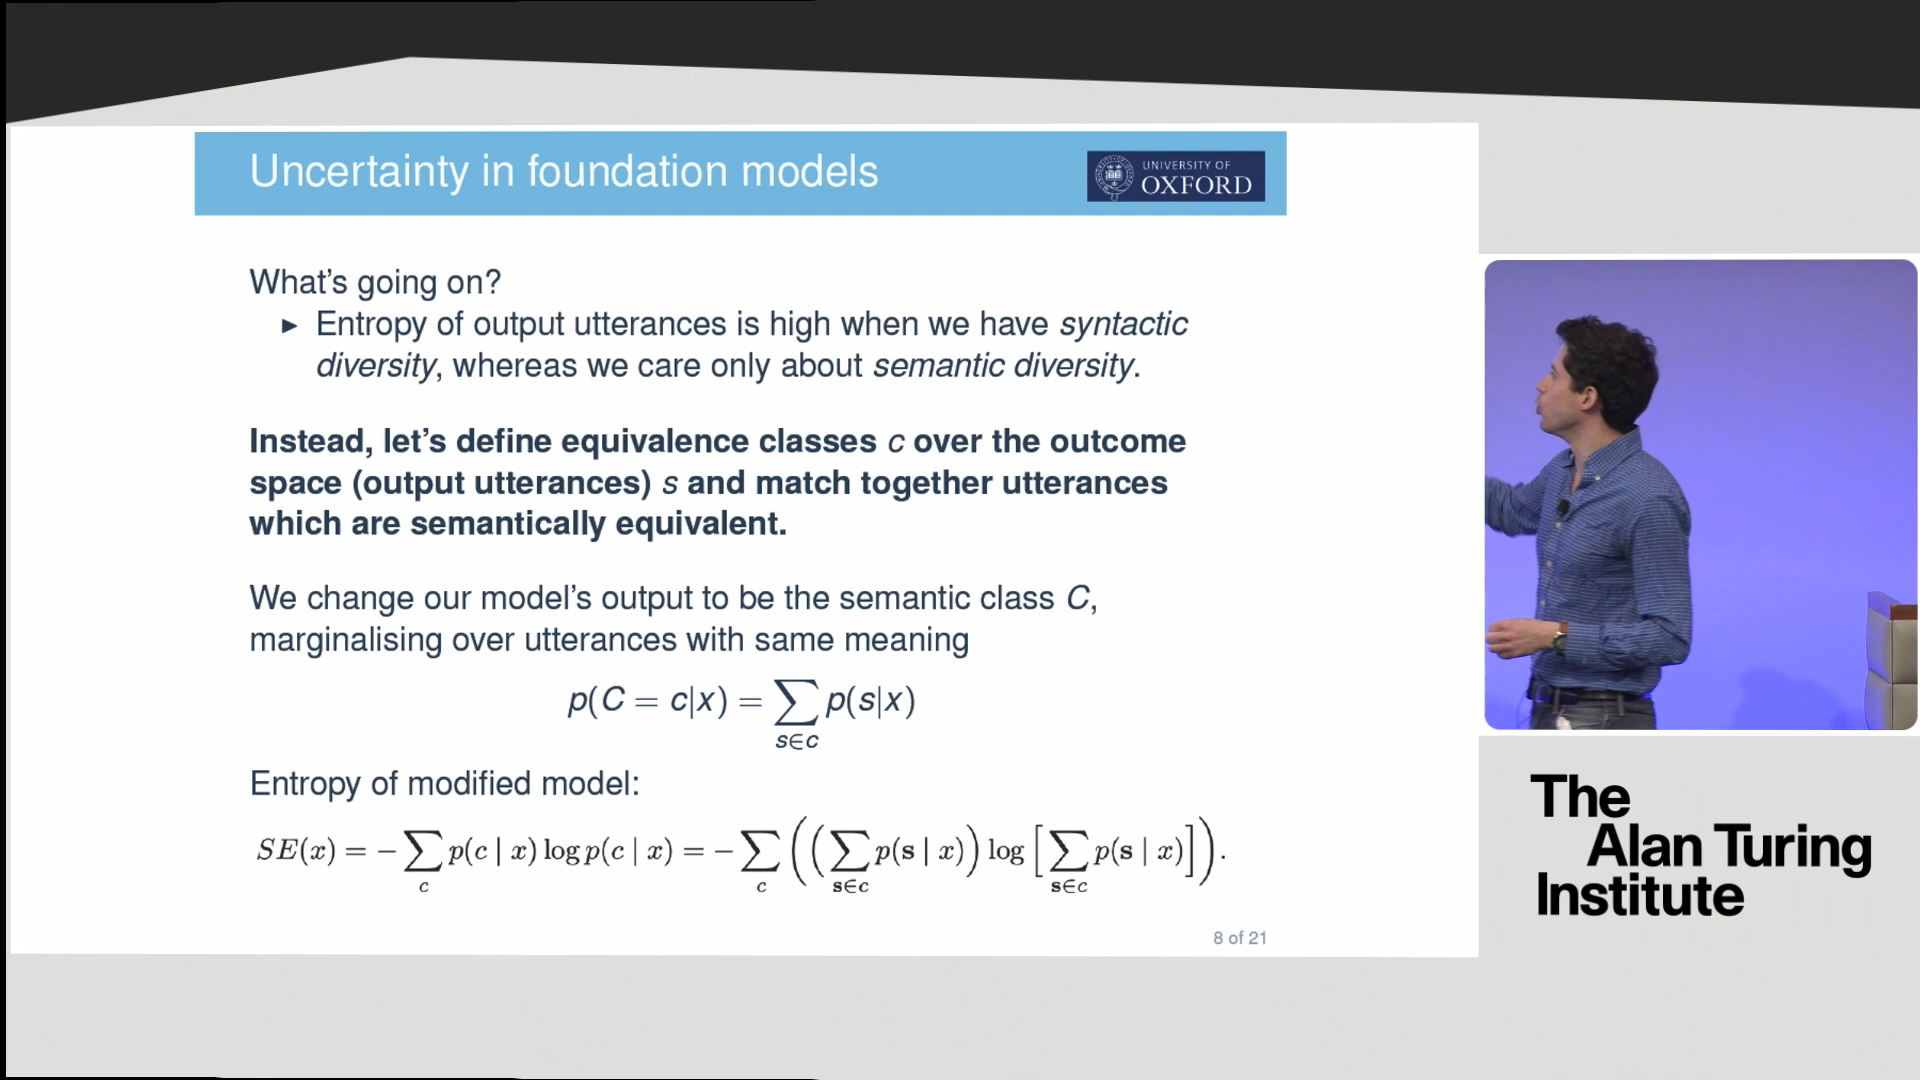 Uncertainty in foundation models
UNIVERSITY OF
OXFORD
What's going on?
► Entropy of output utterances is high when we have syntactic
diversity, whereas we care only about semantic diversity.
Instead, let's define equivalence classes c over the outcome
space (output utterances) s and match together utterances
which are semantically equivalent.
We change our model's output to be the semantic class C,
marginalising over utterances with same meaning
p(C = c|x) = ∑_{s∈c} p(s|x)
Entropy of modified model:
SE(x) = − ∑_c p(c | x) log p(c | x) = − ∑_c ((∑_{s∈c} p(s | x)) log [∑_{s∈c} p(s | x)]).
8 of 21
The
Alan Turing
Institute